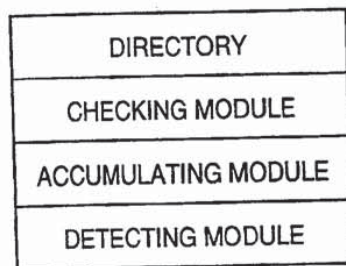 DIRECTORY
CHECKING MODULE
ACCUMULATING MODULE
DETECTING MODULE